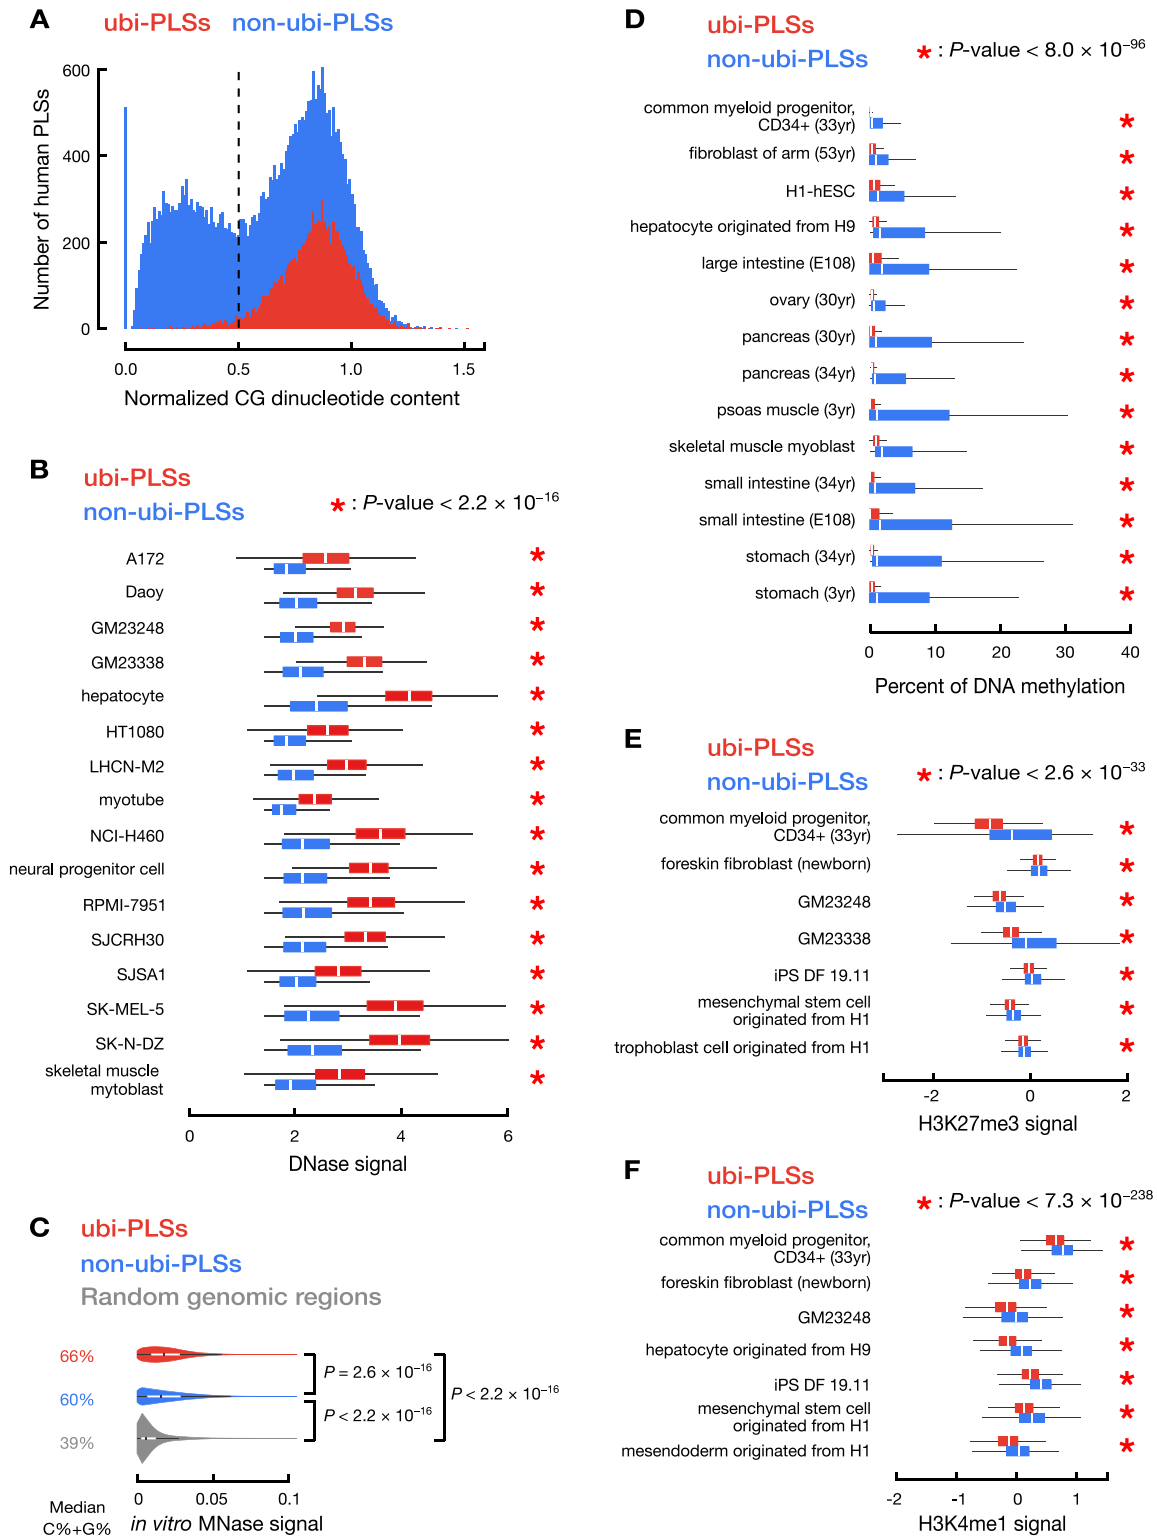 A
ubi-PLSs non-ubi-PLSs
600
400
200
0
Number of human PLSs
0.0 0.5 1.0 1.5
Normalized CG dinucleotide content
B
ubi-PLSs
non-ubi-PLSs
* : P-value < 2.2 × 10⁻¹⁶
A172 *
Daoy *
GM23248 *
GM23338 *
hepatocyte *
HT1080 *
LHCN-M2 *
myotube *
NCI-H460 *
neural progenitor cell *
RPMI-7951 *
SJCRH30 *
SJSA1 *
SK-MEL-5 *
SK-N-DZ *
skeletal muscle *
mytoblast
0 2 4 6
DNase signal
C
ubi-PLSs
non-ubi-PLSs
Random genomic regions
66%
60%
39%
P = 2.6 × 10⁻¹⁶
P < 2.2 × 10⁻¹⁶
P < 2.2 × 10⁻¹⁶
0 0.05 0.1
Median
C%+G%
in vitro MNase signal
D
ubi-PLSs
non-ubi-PLSs
* : P-value < 8.0 × 10⁻⁹⁶
common myeloid progenitor,
CD34+ (33yr) *
fibroblast of arm (53yr) *
H1-hESC *
hepatocyte originated from H9 *
large intestine (E108) *
ovary (30yr) *
pancreas (30yr) *
pancreas (34yr) *
psoas muscle (3yr) *
skeletal muscle myoblast *
small intestine (34yr) *
small intestine (E108) *
stomach (34yr) *
stomach (3yr) *
0 10 20 30 40
Percent of DNA methylation
E
ubi-PLSs
non-ubi-PLSs
* : P-value < 2.6 × 10⁻³³
common myeloid progenitor,
CD34+ (33yr) *
foreskin fibroblast (newborn) *
GM23248 *
GM23338 *
iPS DF 19.11 *
mesenchymal stem cell
originated from H1 *
trophoblast cell originated from H1 *
-2 0 2
H3K27me3 signal
F
ubi-PLSs
non-ubi-PLSs
* : P-value < 7.3 × 10⁻²³⁸
common myeloid progenitor,
CD34+ (33yr) *
foreskin fibroblast (newborn) *
GM23248 *
hepatocyte originated from H9 *
iPS DF 19.11 *
mesenchymal stem cell
originated from H1 *
mesendoderm originated from H1 *
-2 -1 0 1
H3K4me1 signal